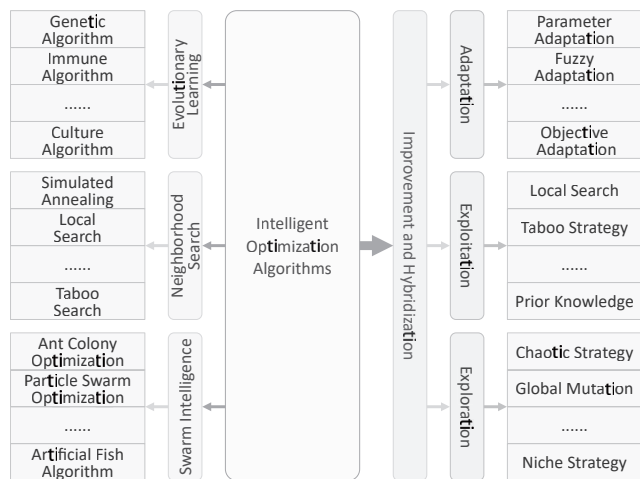 Genetic
Algorithm
Immune
Algorithm
......
Culture
Algorithm
Evolutionary
Learning
Simulated
Annealing
Local
Search
......
Taboo
Search
Neighborhood
Search
Ant Colony
Optimization
Particle Swarm
Optimization
......
Artificial Fish
Algorithm
Swarm Intelligence
Intelligent
Optimization
Algorithms
Improvement and Hybridization
Adaptation
Parameter
Adaptation
Fuzzy
Adaptation
......
Objective
Adaptation
Exploitation
Local Search
Taboo Strategy
......
Prior Knowledge
Exploration
Chaotic Strategy
Global Mutation
......
Niche Strategy